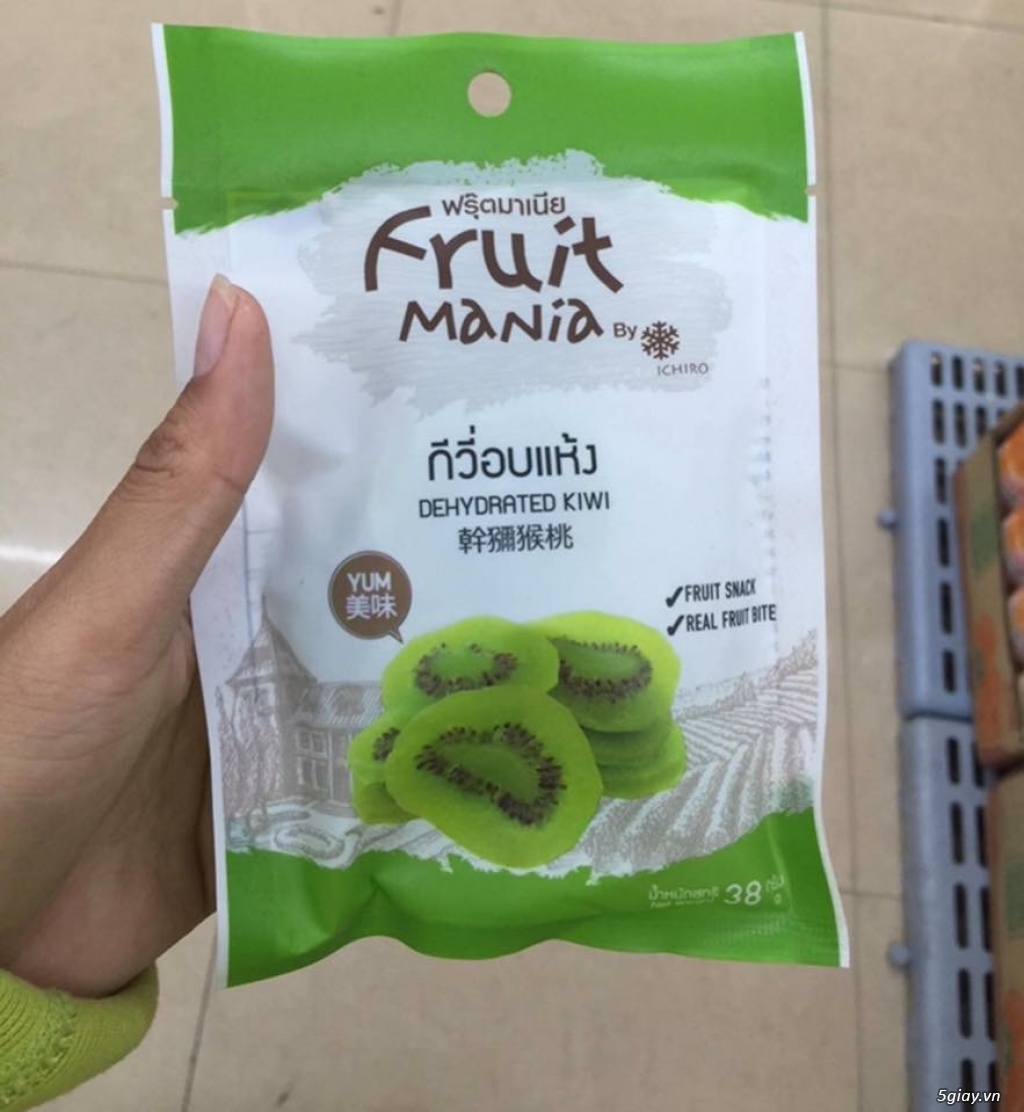 ฟรุ๊ตมาเนีย
Fruit
Mania By
ICHIRO
กีวี่อบแห้ง
DEHYDRATED KIWI
幹獼猴桃
YUM
美味
✓FRUIT SNACK
✓REAL FRUIT BITE
น้ำหนักสุทธิ 38 กรัม
g
5giay.vn